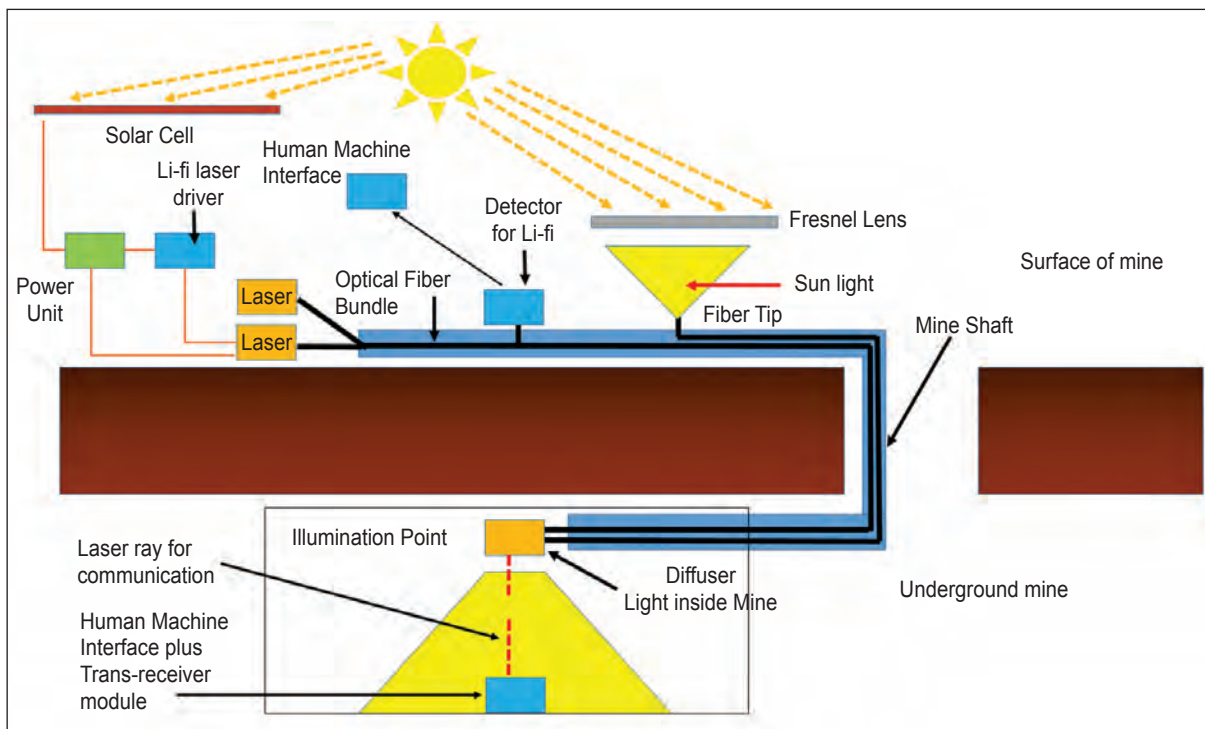 Solar Cell
Li-fi laser
driver
Human Machine
Interface
Detector
for Li-fi
Fresnel Lens
Surface of mine
Sun light
Power
Unit
Laser
Laser
Optical Fiber
Bundle
Fiber Tip
Mine Shaft
Illumination Point
Laser ray for
communication
Diffuser
Light inside Mine
Underground mine
Human Machine
Interface plus
Trans-receiver
module